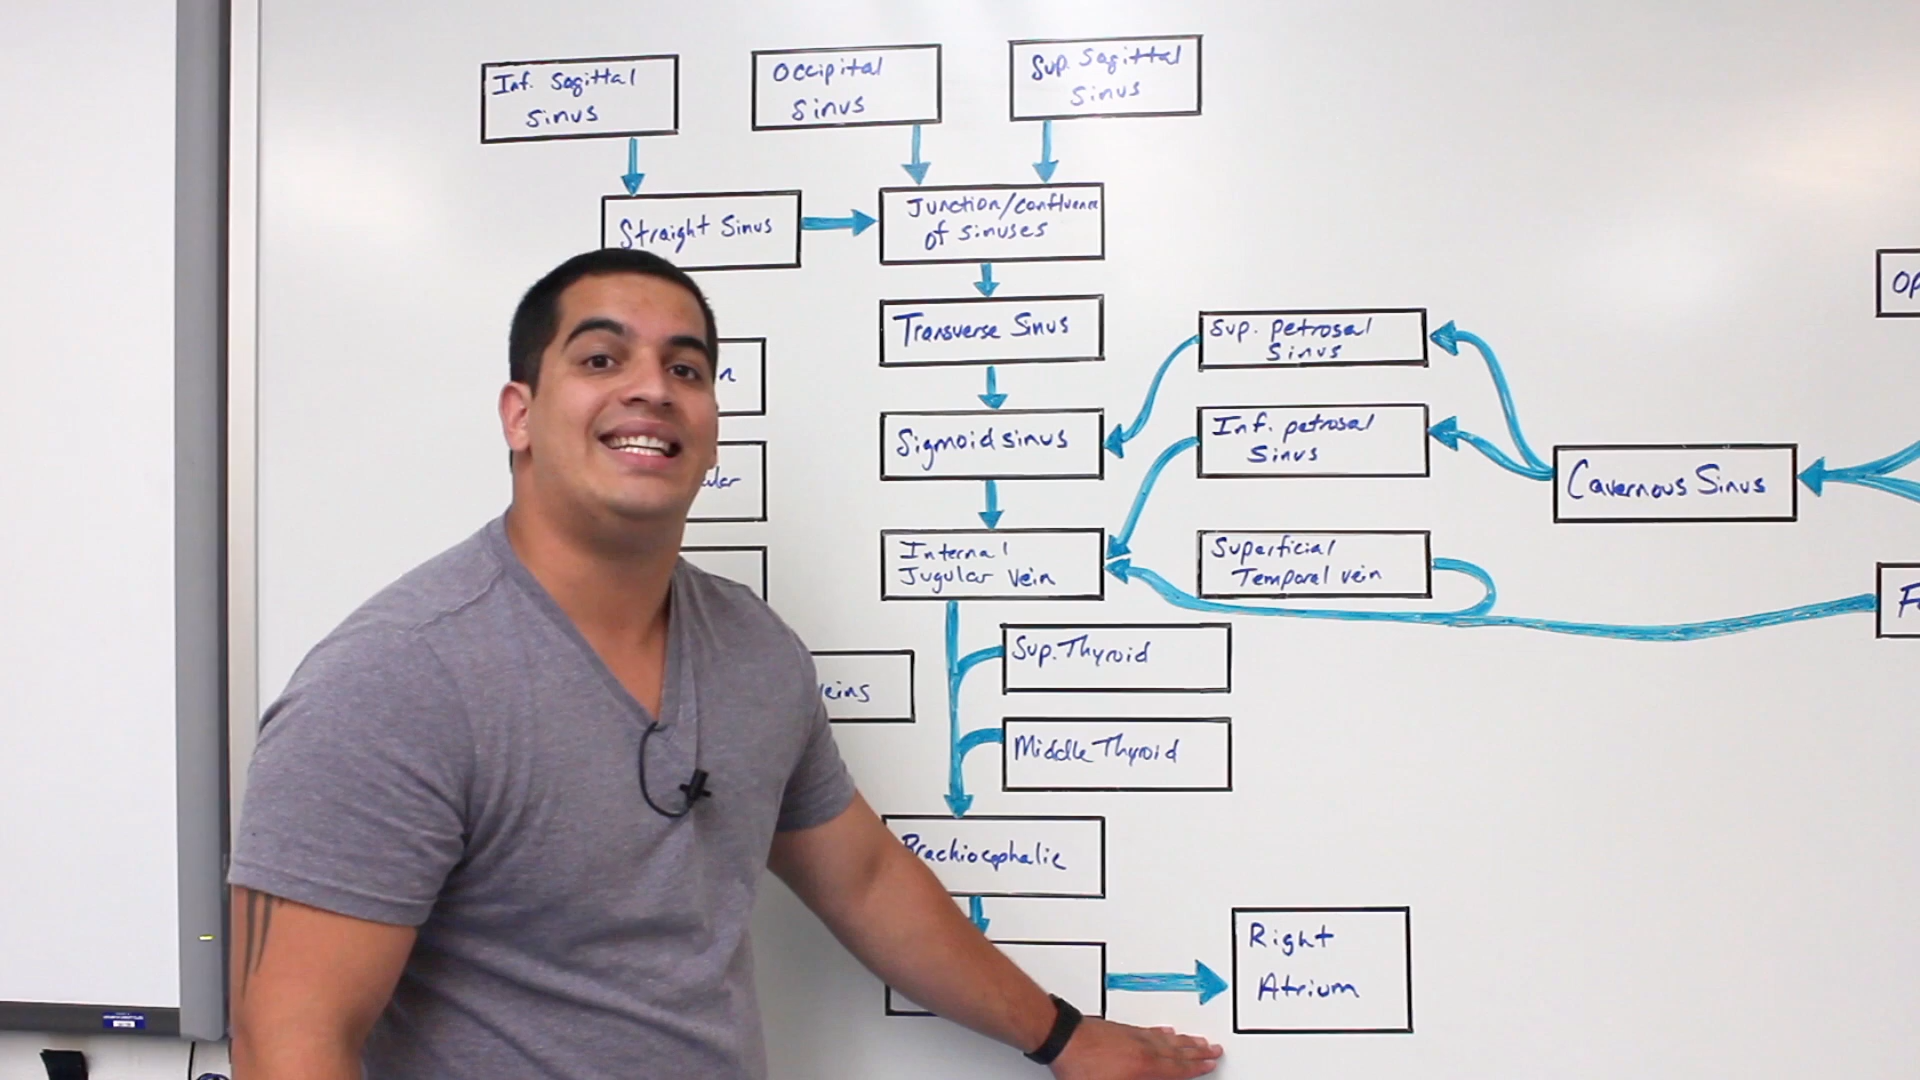 Inf. Sagittal
Sinus
Occipital
Sinus
Sup. Sagittal
Sinus
Straight Sinus
Junction/confluence
of sinuses
Transverse Sinus
Sup. petrosal
Sinus
Sigmoid sinus
Inf. petrosal
Sinus
Cavernous Sinus
Internal
Jugular vein
Superficial
Temporal vein
Sup. Thyroid
veins
Middle Thyroid
Brachiocephalic
Right
Atrium